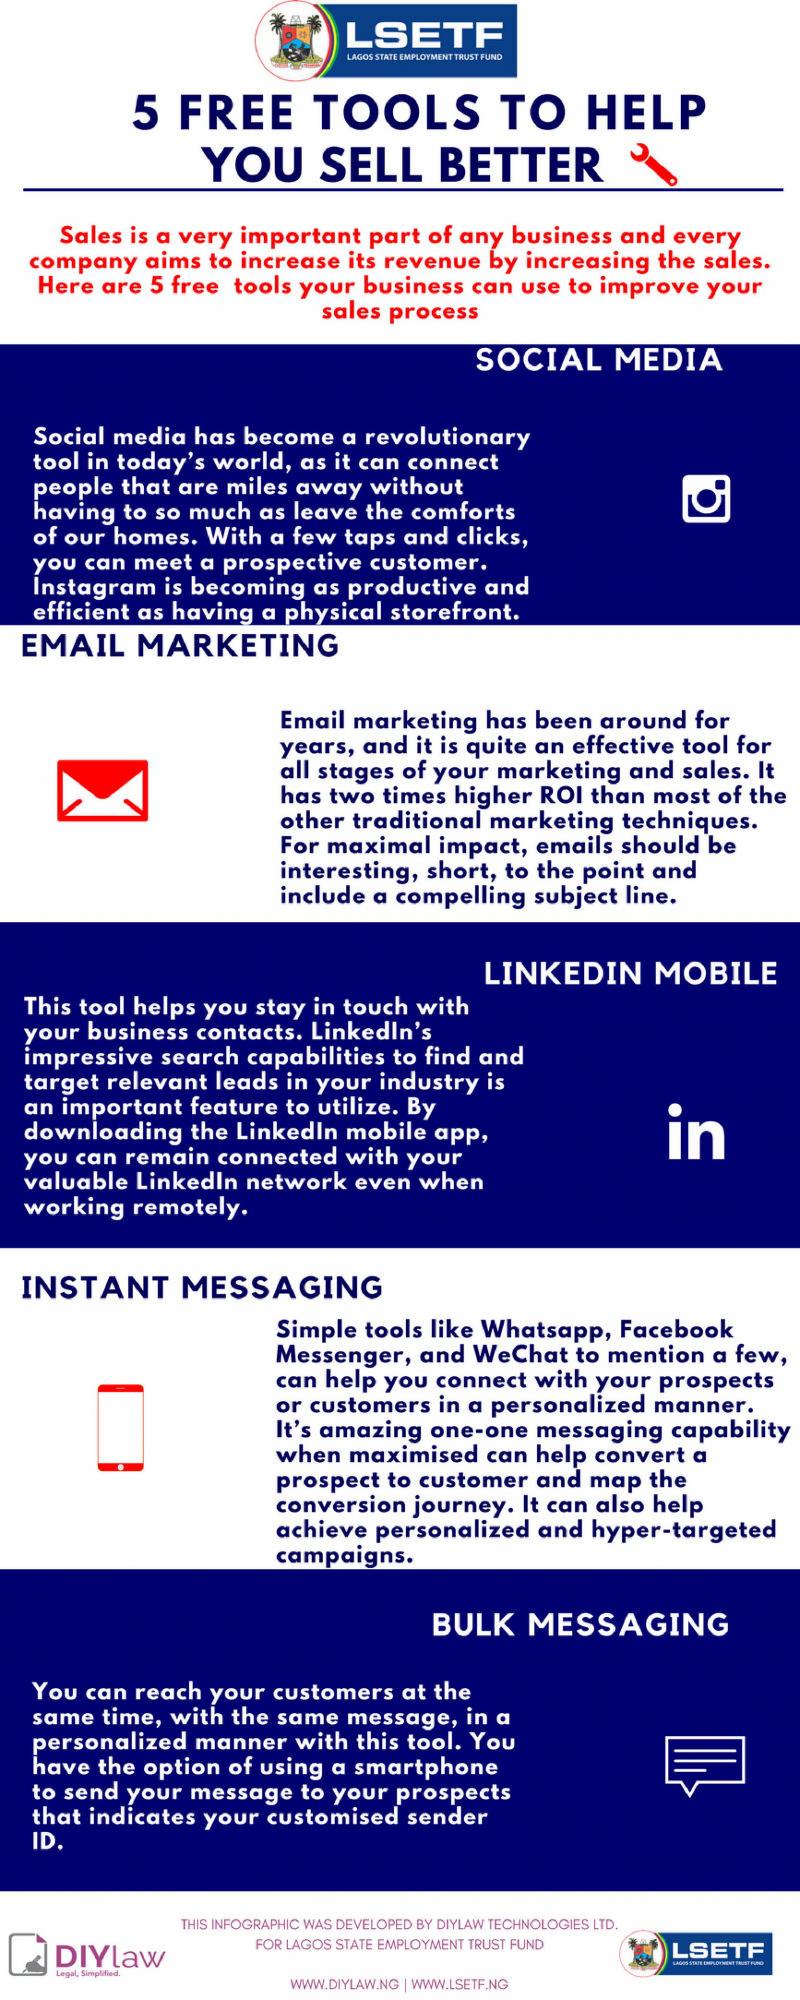 LSETF
LAGOS STATE EMPLOYMENT TRUST FUND
5 FREE TOOLS TO HELP
YOU SELL BETTER
Sales is a very important part of any business and every
company aims to increase its revenue by increasing the sales.
Here are 5 free tools your business can use to improve your
sales process
SOCIAL MEDIA
Social media has become a revolutionary
tool in today's world, as it can connect
people that are miles away without
having to so much as leave the comforts
of our homes. With a few taps and clicks,
you can meet a prospective customer.
Instagram is becoming as productive and
efficient as having a physical storefront.
EMAIL MARKETING
Email marketing has been around for
years, and it is quite an effective tool for
all stages of your marketing and sales. It
has two times higher ROI than most of the
other traditional marketing techniques.
For maximal impact, emails should be
interesting, short, to the point and
include a compelling subject line.
LINKEDIN MOBILE
This tool helps you stay in touch with
your business contacts. LinkedIn's
impressive search capabilities to find and
target relevant leads in your industry is
an important feature to utilize. By
downloading the LinkedIn mobile app,
you can remain connected with your
valuable LinkedIn network even when
working remotely.
in
INSTANT MESSAGING
Simple tools like Whatsapp, Facebook
Messenger, and WeChat to mention a few,
can help you connect with your prospects
or customers in a personalized manner.
It's amazing one-one messaging capability
when maximised can help convert a
prospect to customer and map the
conversion journey. It can also help
achieve personalized and hyper-targeted
campaigns.
BULK MESSAGING
You can reach your customers at the
same time, with the same message, in a
personalized manner with this tool. You
have the option of using a smartphone
to send your message to your prospects
that indicates your customised sender
ID.
THIS INFOGRAPHIC WAS DEVELOPED BY DIYLAW TECHNOLOGIES LTD.
FOR LAGOS STATE EMPLOYMENT TRUST FUND
WWW.DIYLAW.NG | WWW.LSETF.NG
DIYlaw
Legal, Simplified.
LSETF
LAGOS STATE EMPLOYMENT TRUST FUND